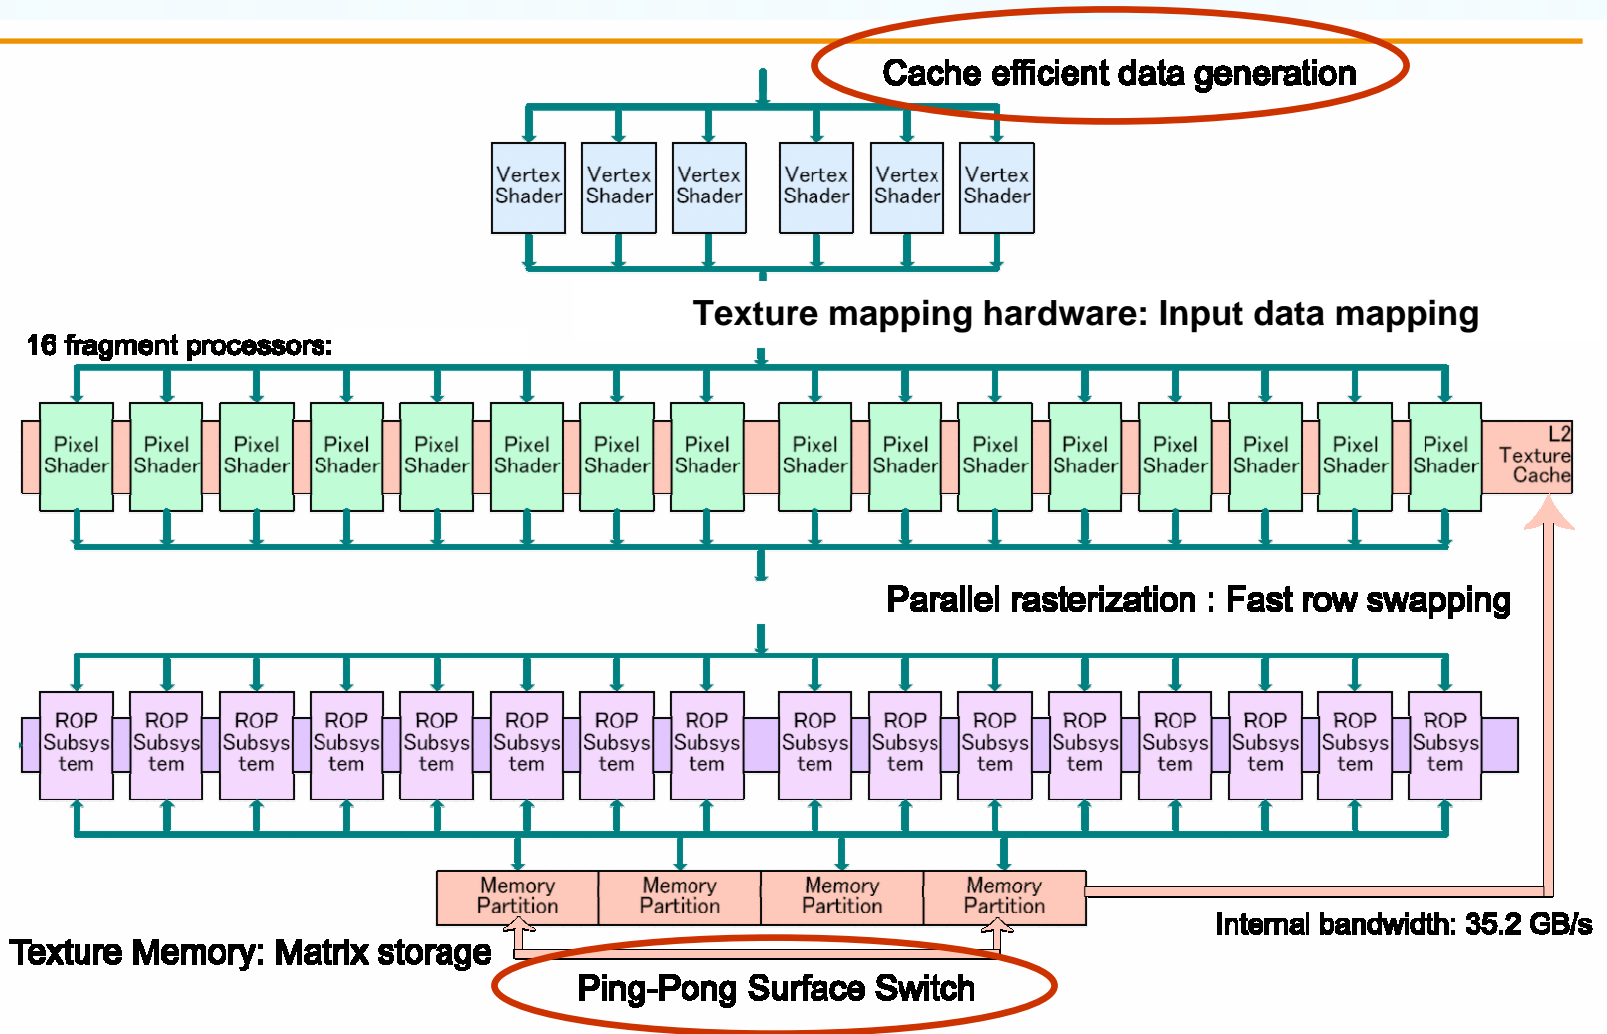 Cache efficient data generation
Vertex Vertex Vertex Vertex Vertex Vertex
Shader Shader Shader Shader Shader Shader
Texture mapping hardware: Input data mapping
16 fragment processors:
Pixel Pixel Pixel Pixel Pixel Pixel Pixel Pixel Pixel Pixel Pixel Pixel Pixel Pixel Pixel Pixel
Shader Shader Shader Shader Shader Shader Shader Shader Shader Shader Shader Shader Shader Shader Shader Shader
L2
Texture
Cache
Parallel rasterization : Fast row swapping
ROP ROP ROP ROP ROP ROP ROP ROP ROP ROP ROP ROP ROP ROP ROP ROP
Subsys Subsys Subsys Subsys Subsys Subsys Subsys Subsys Subsys Subsys Subsys Subsys Subsys Subsys Subsys Subsys
tem tem tem tem tem tem tem tem tem tem tem tem tem tem tem tem
Memory Memory Memory Memory
Partition Partition Partition Partition
Internal bandwidth: 35.2 GB/s
Texture Memory: Matrix storage
Ping-Pong Surface Switch